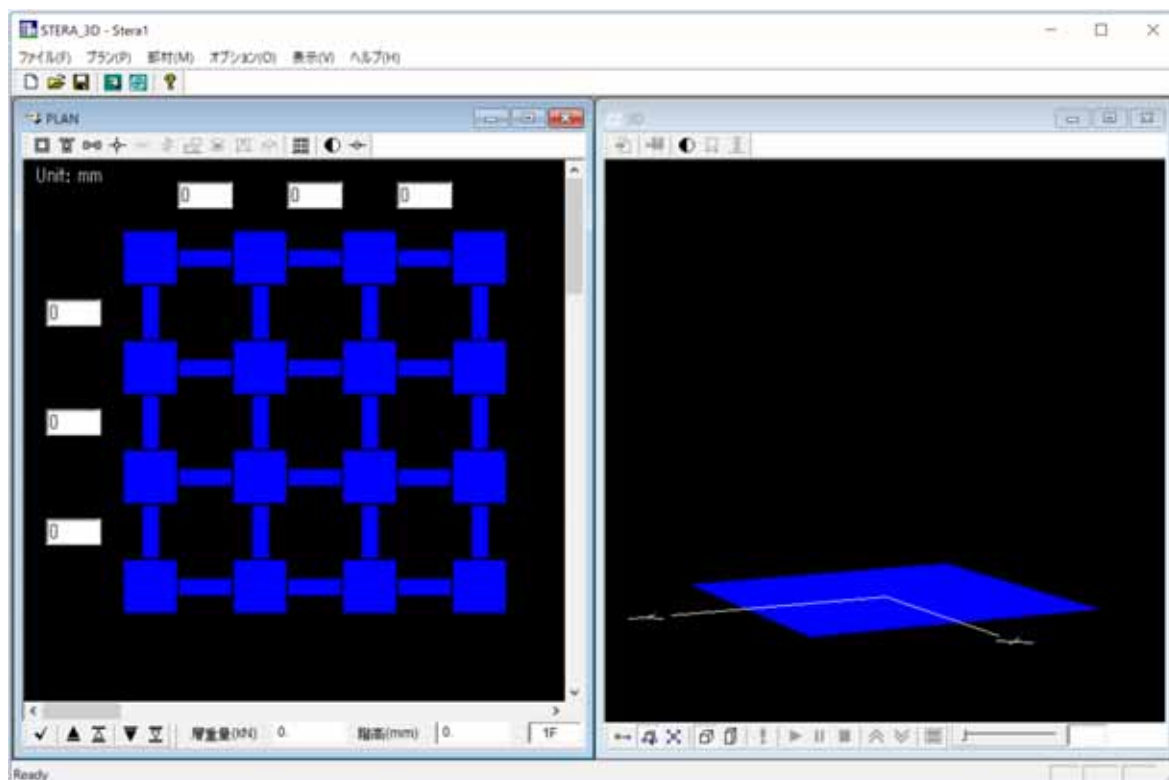 STERA_3D - Stera1
ファイル(F) プラン(P) 部材(M) オプション(O) 表示(V) ヘルプ(H)
PLAN
3D
Unit: mm
0 0 0
0
0
0
層重量(kN) 0. 階高(mm) 0. 1F
Ready